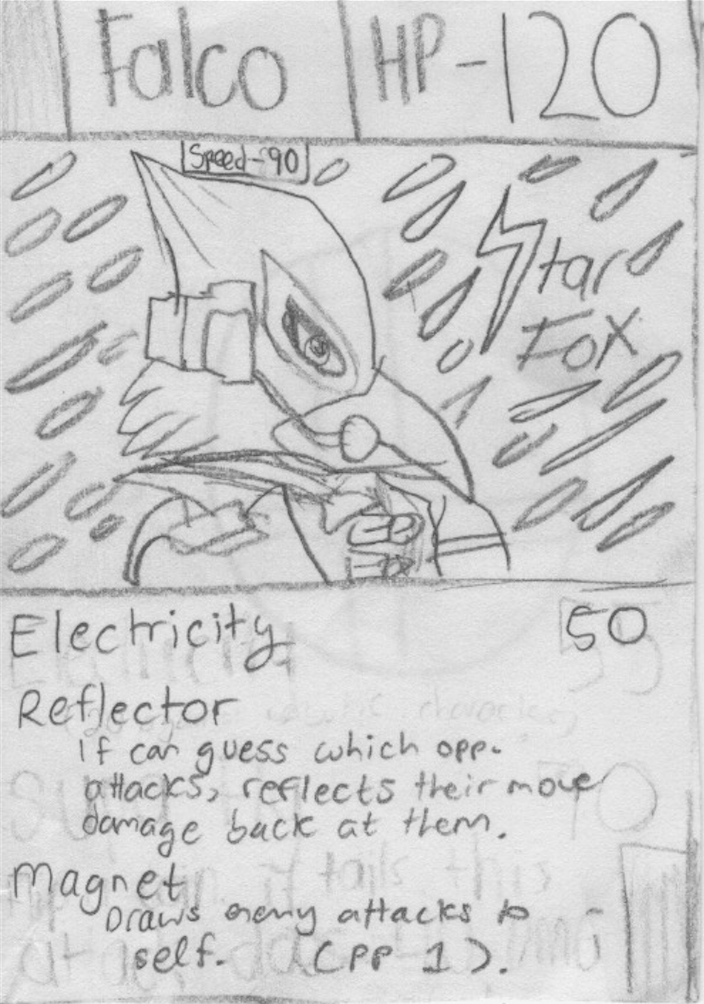 Falco HP-120
Speed-90
Star
Fox
Electricity 50
Reflector
If can guess which opp.
attacks, reflects their move
damage back at them.
Magnet
Draws enemy attacks to
self. (PP 1).